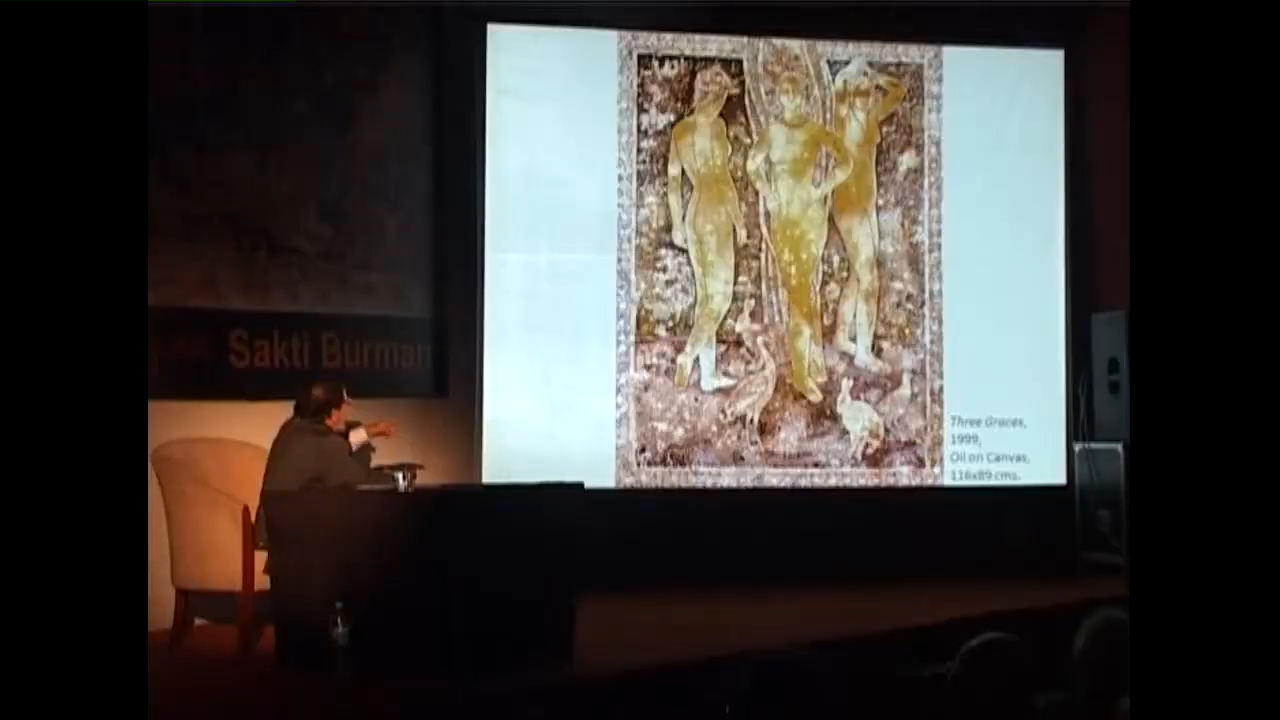 Sakti Burman
Three Graces,
1999,
Oil on Canvas,
116x89 cms.